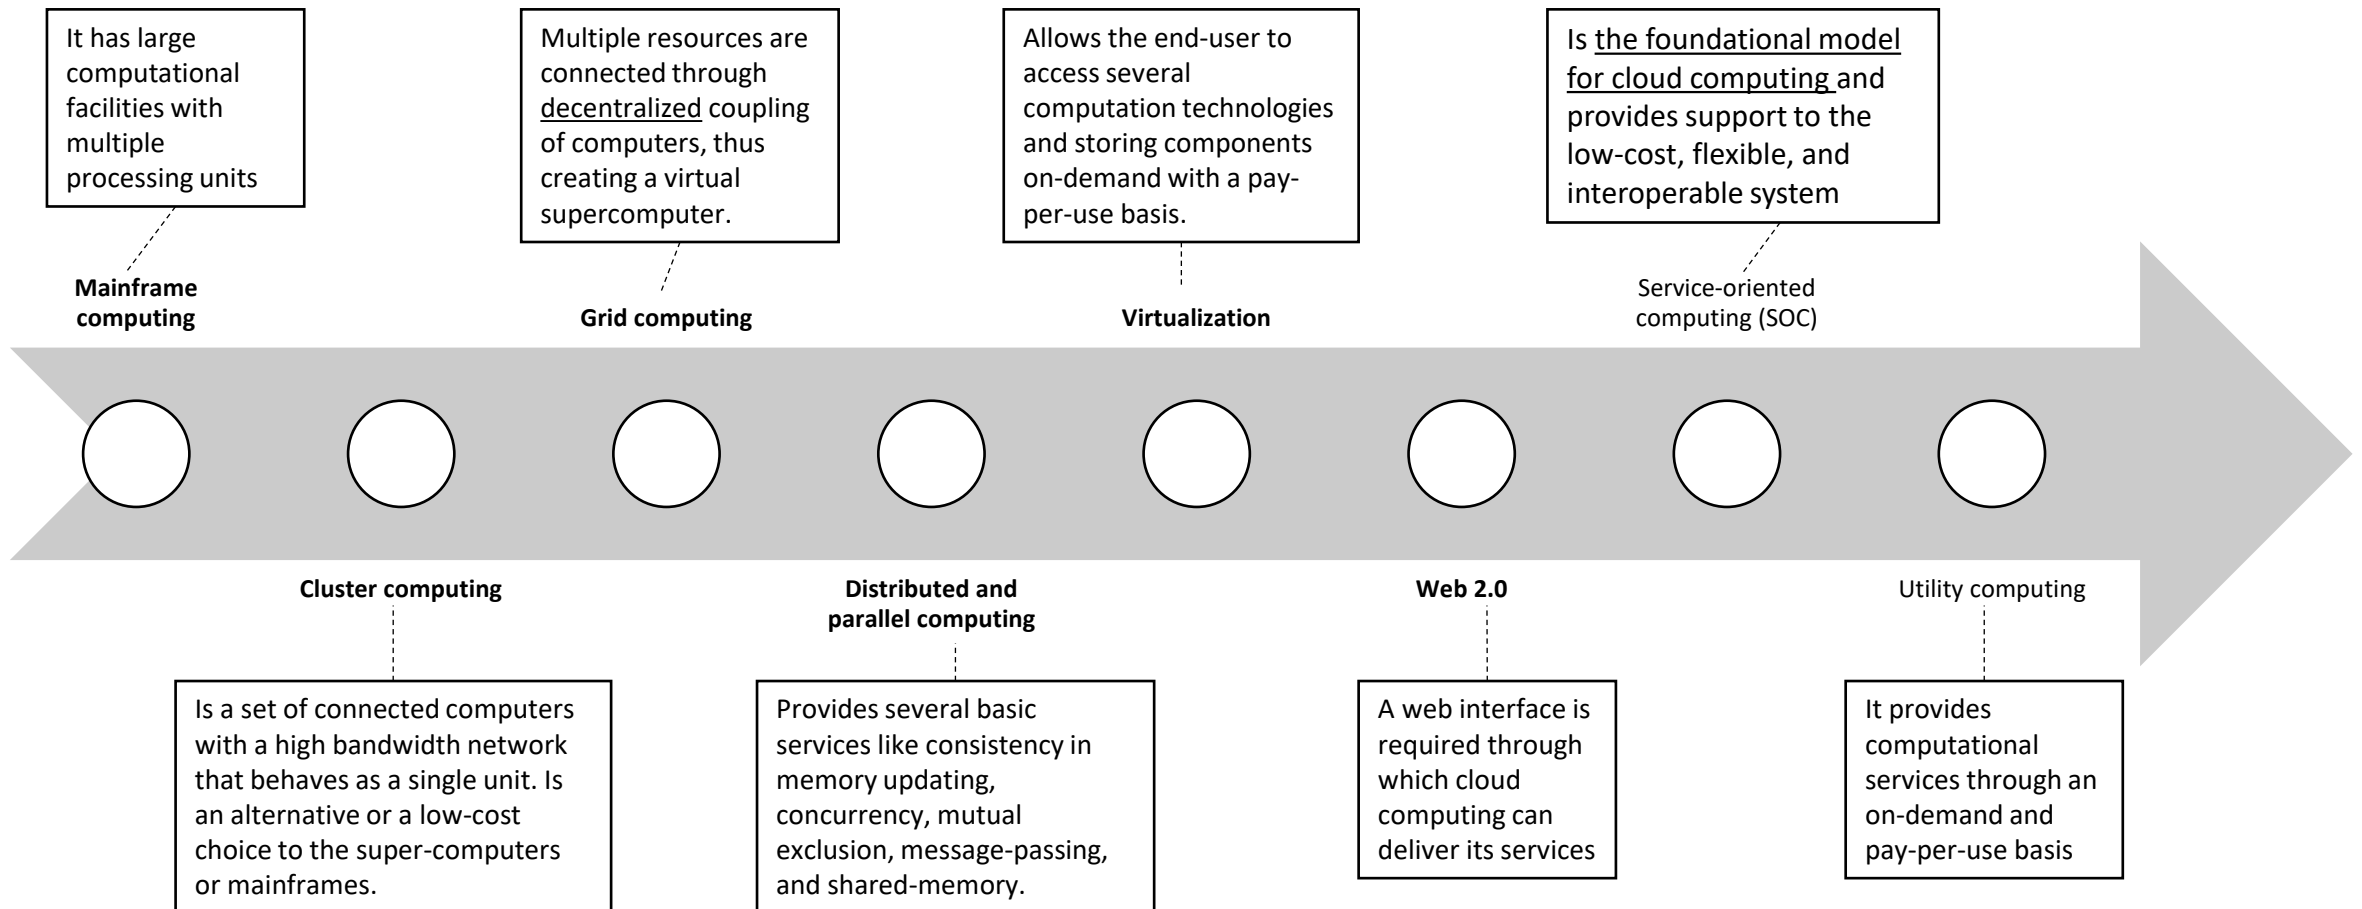 It has large
computational
facilities with
multiple
processing units
Mainframe
computing
Multiple resources are
connected through
decentralized coupling
of computers, thus
creating a virtual
supercomputer.
Grid computing
Allows the end-user to
access several
computation technologies
and storing components
on-demand with a pay-
per-use basis.
Virtualization
Is the foundational model
for cloud computing and
provides support to the
low-cost, flexible, and
interoperable system
Service-oriented
computing (SOC)
Cluster computing
Is a set of connected computers
with a high bandwidth network
that behaves as a single unit. Is
an alternative or a low-cost
choice to the super-computers
or mainframes.
Distributed and
parallel computing
Provides several basic
services like consistency in
memory updating,
concurrency, mutual
exclusion, message-passing,
and shared-memory.
Web 2.0
A web interface is
required through
which cloud
computing can
deliver its services
Utility computing
It provides
computational
services through an
on-demand and
pay-per-use basis